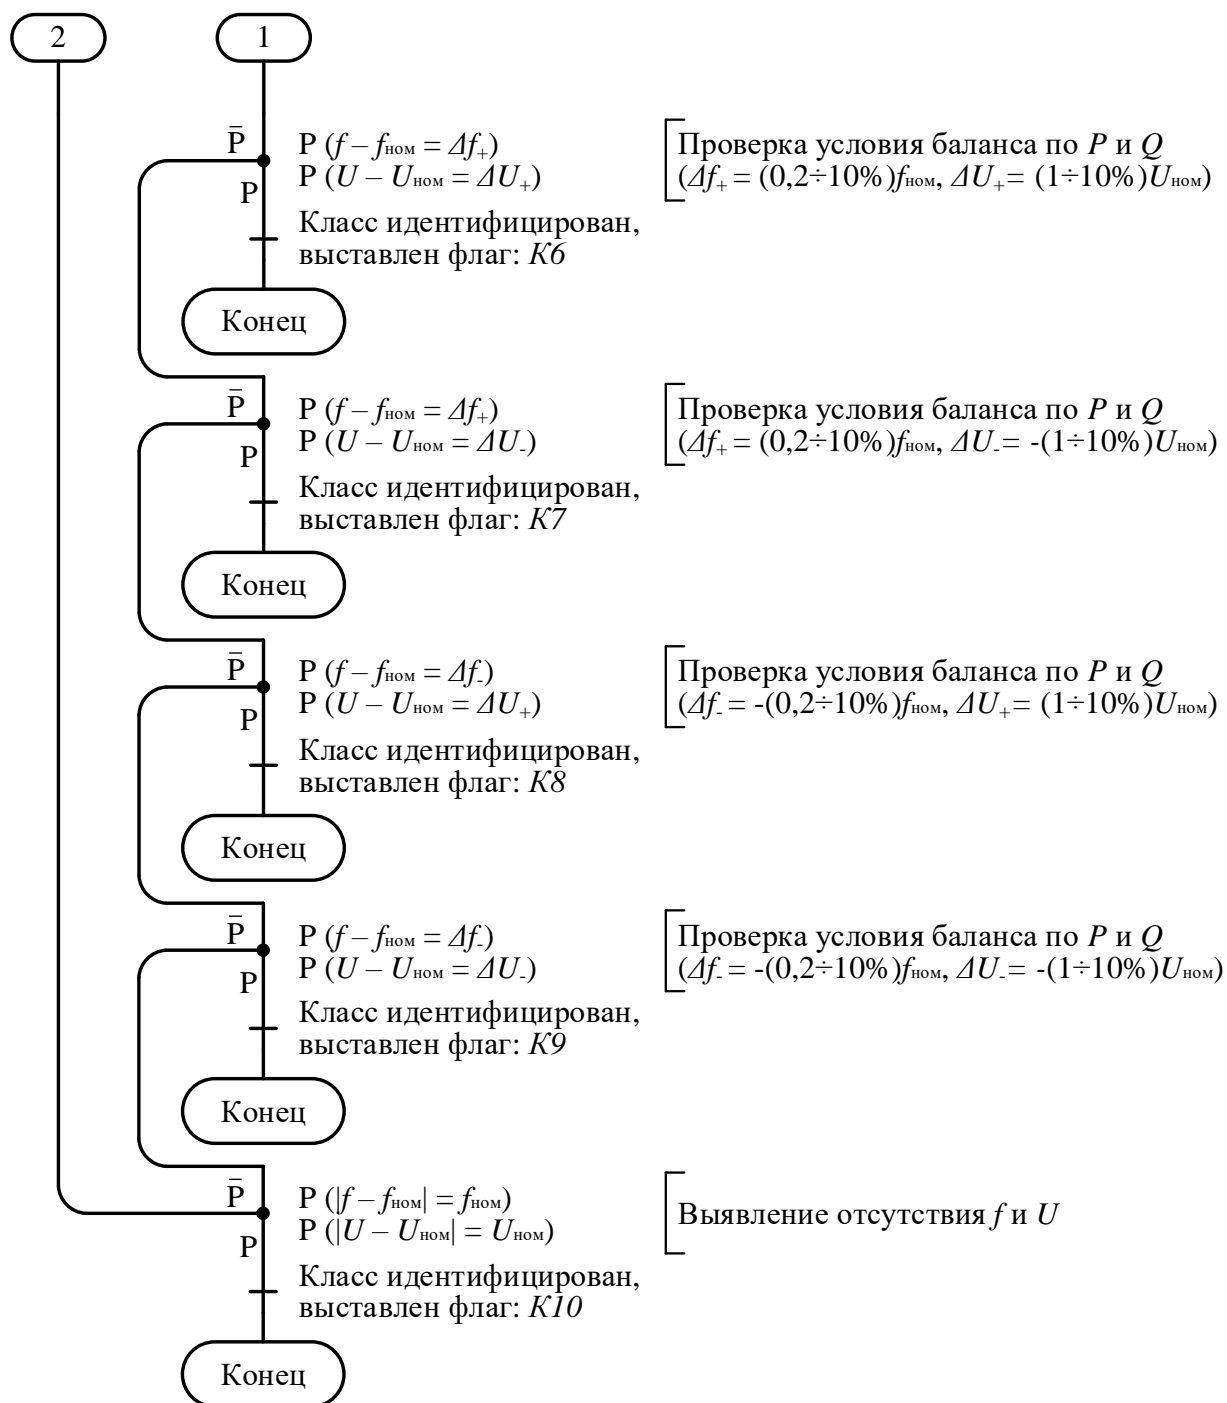 2
1
P̄
P (f – fном = Δf₊)
P (U – Uном = ΔU₊)
Проверка условия баланса по P и Q
(Δf₊ = (0,2÷10%)fном, ΔU₊= (1÷10%)Uном)
P
Класс идентифицирован,
выставлен флаг: К6
Конец
P̄
P (f – fном = Δf₊)
P (U – Uном = ΔU₋)
Проверка условия баланса по P и Q
(Δf₊ = (0,2÷10%)fном, ΔU₋= -(1÷10%)Uном)
P
Класс идентифицирован,
выставлен флаг: К7
Конец
P̄
P (f – fном = Δf₋)
P (U – Uном = ΔU₊)
Проверка условия баланса по P и Q
(Δf₋ = -(0,2÷10%)fном, ΔU₊= (1÷10%)Uном)
P
Класс идентифицирован,
выставлен флаг: К8
Конец
P̄
P (f – fном = Δf₋)
P (U – Uном = ΔU₋)
Проверка условия баланса по P и Q
(Δf₋ = -(0,2÷10%)fном, ΔU₋= -(1÷10%)Uном)
P
Класс идентифицирован,
выставлен флаг: К9
Конец
P̄
P (|f – fном| = fном)
P (|U – Uном| = Uном)
Выявление отсутствия f и U
P
Класс идентифицирован,
выставлен флаг: К10
Конец